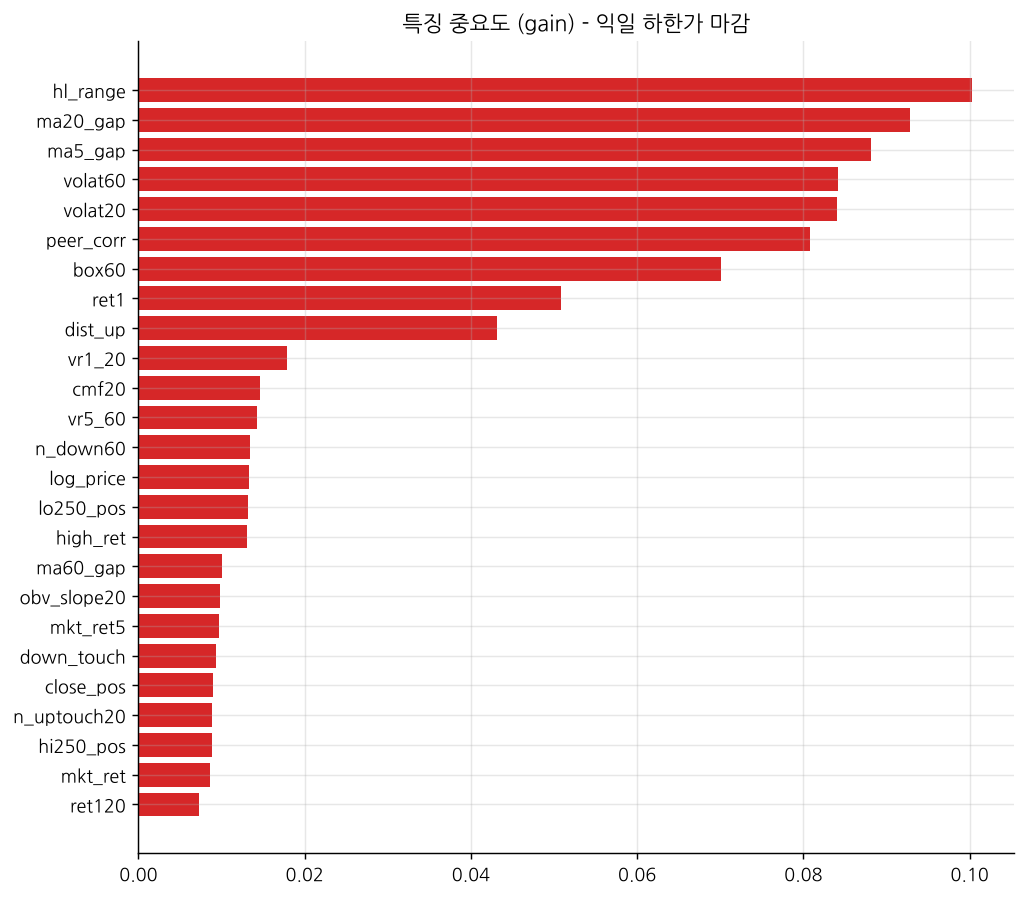 특징 중요도 (gain) - 익일 하한가 마감
hl_range
ma20_gap
ma5_gap
volat60
volat20
peer_corr
box60
ret1
dist_up
vr1_20
cmf20
vr5_60
n_down60
log_price
lo250_pos
high_ret
ma60_gap
obv_slope20
mkt_ret5
down_touch
close_pos
n_uptouch20
hi250_pos
mkt_ret
ret120
0.00 0.02 0.04 0.06 0.08 0.10